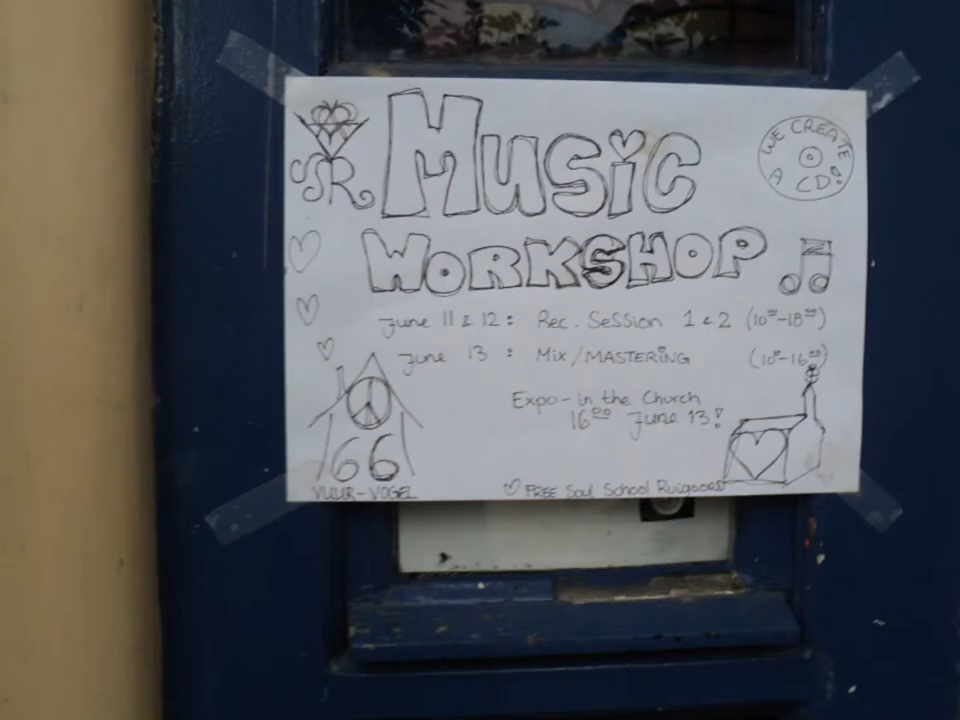 SR
MUSIC
WORKSHOP
WE CREATE
A CD!
June 11 & 12 : Rec. Session 1 & 2 (10⁰⁰-18⁰⁰)
June 13 : Mix/MASTERING (10⁰⁰-16⁰⁰)
Expo-in the Church
16⁰⁰ June 13!
66
VUUR-VOGEL
FREE Soul School Ruigoord